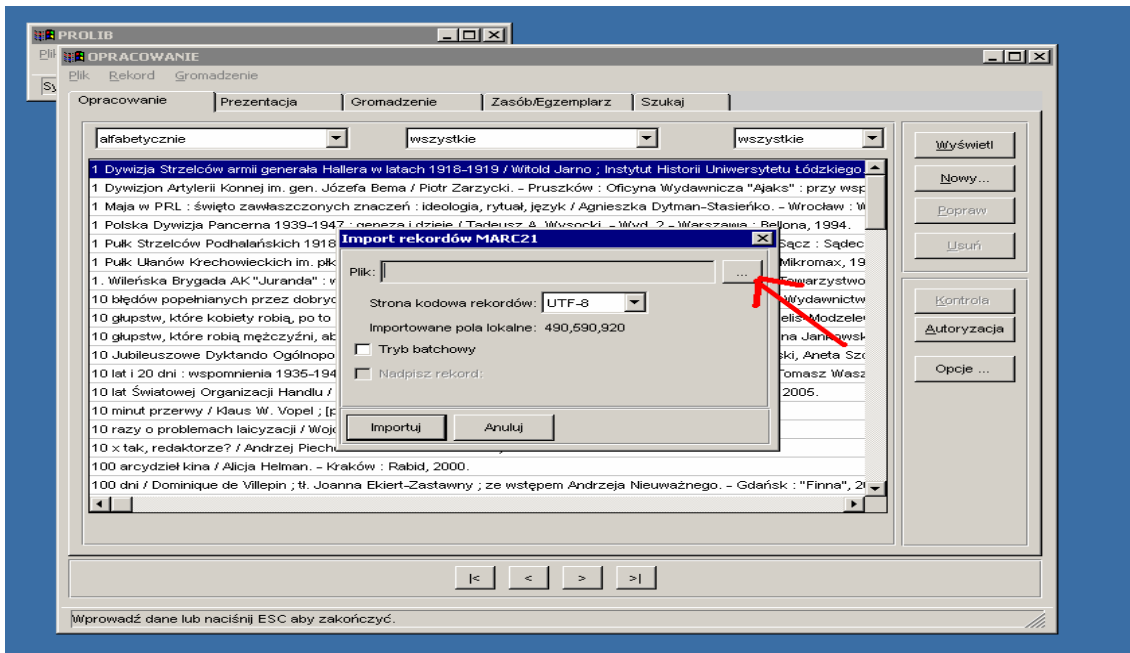 PROLIB
Plik
Sy
OPRACOWANIE
Plik Rekord Gromadzenie
Opracowanie Prezentacja Gromadzenie Zasób/Egzemplarz Szukaj
alfabetycznie wszystkie wszystkie
1 Dywizja Strzelców armii generała Hallera w latach 1918-1919 / Witold Jarno ; Instytut Historii Uniwersytetu Łódzkiego.
1 Dywizjon Artylerii Konnej im. gen. Józefa Bema / Piotr Zarzycki. – Pruszków : Oficyna Wydawnicza "Ajaks" : przy wsp
1 Maja w PRL : święto zawłaszczonych znaczeń : ideologia, rytuał, język / Agnieszka Dytman-Stasieńko. – Wrocław : W
1 Polska Dywizja Pancerna 1939-1947 : geneza i dzieje / Tadeusz A. Wysocki. – Wyd. 2 – Warszawa : Bellona, 1994.
1 Pułk Strzelców Podhalańskich 1918 Sącz : Sądec
1 Pułk Ułanów Krechowieckich im. płk Mikromax, 19
1. Wileńska Brygada AK "Juranda" : w Towarzystwo
10 błędów popełnianych przez dobryc Wydawnictw
10 głupstw, które kobiety robią, po to elis-Modzelew
10 głupstw, które robią mężczyźni, ab na Jankowsk
10 Jubileuszowe Dyktando Ogólnopo ski, Aneta Szc
10 lat i 20 dni : wspomnienia 1935-194 Tomasz Wasz
10 lat Światowej Organizacji Handlu / 2005.
10 minut przerwy / Klaus W. Vopel ; [p
10 razy o problemach laicyzacji / Wojc
10 x tak, redaktorze? / Andrzej Piech
100 arcydzieł kina / Alicja Helman. – Kraków : Rabid, 2000.
100 dni / Dominique de Villepin ; tł. Joanna Ekiert-Zastawny ; ze wstępem Andrzeja Nieuważnego. – Gdańsk : "Finna", 2
Import rekordów MARC21
Plik: ...
Strona kodowa rekordów: UTF-8
Importowane pola lokalne: 490,590,920
Tryb batchowy
Nadpisz rekord:
Importuj Anuluj
Wyświetl
Nowy...
Popraw
Usuń
Kontrola
Autoryzacja
Opcje ...
|< < > >|
Wprowadź dane lub naciśnij ESC aby zakończyć.